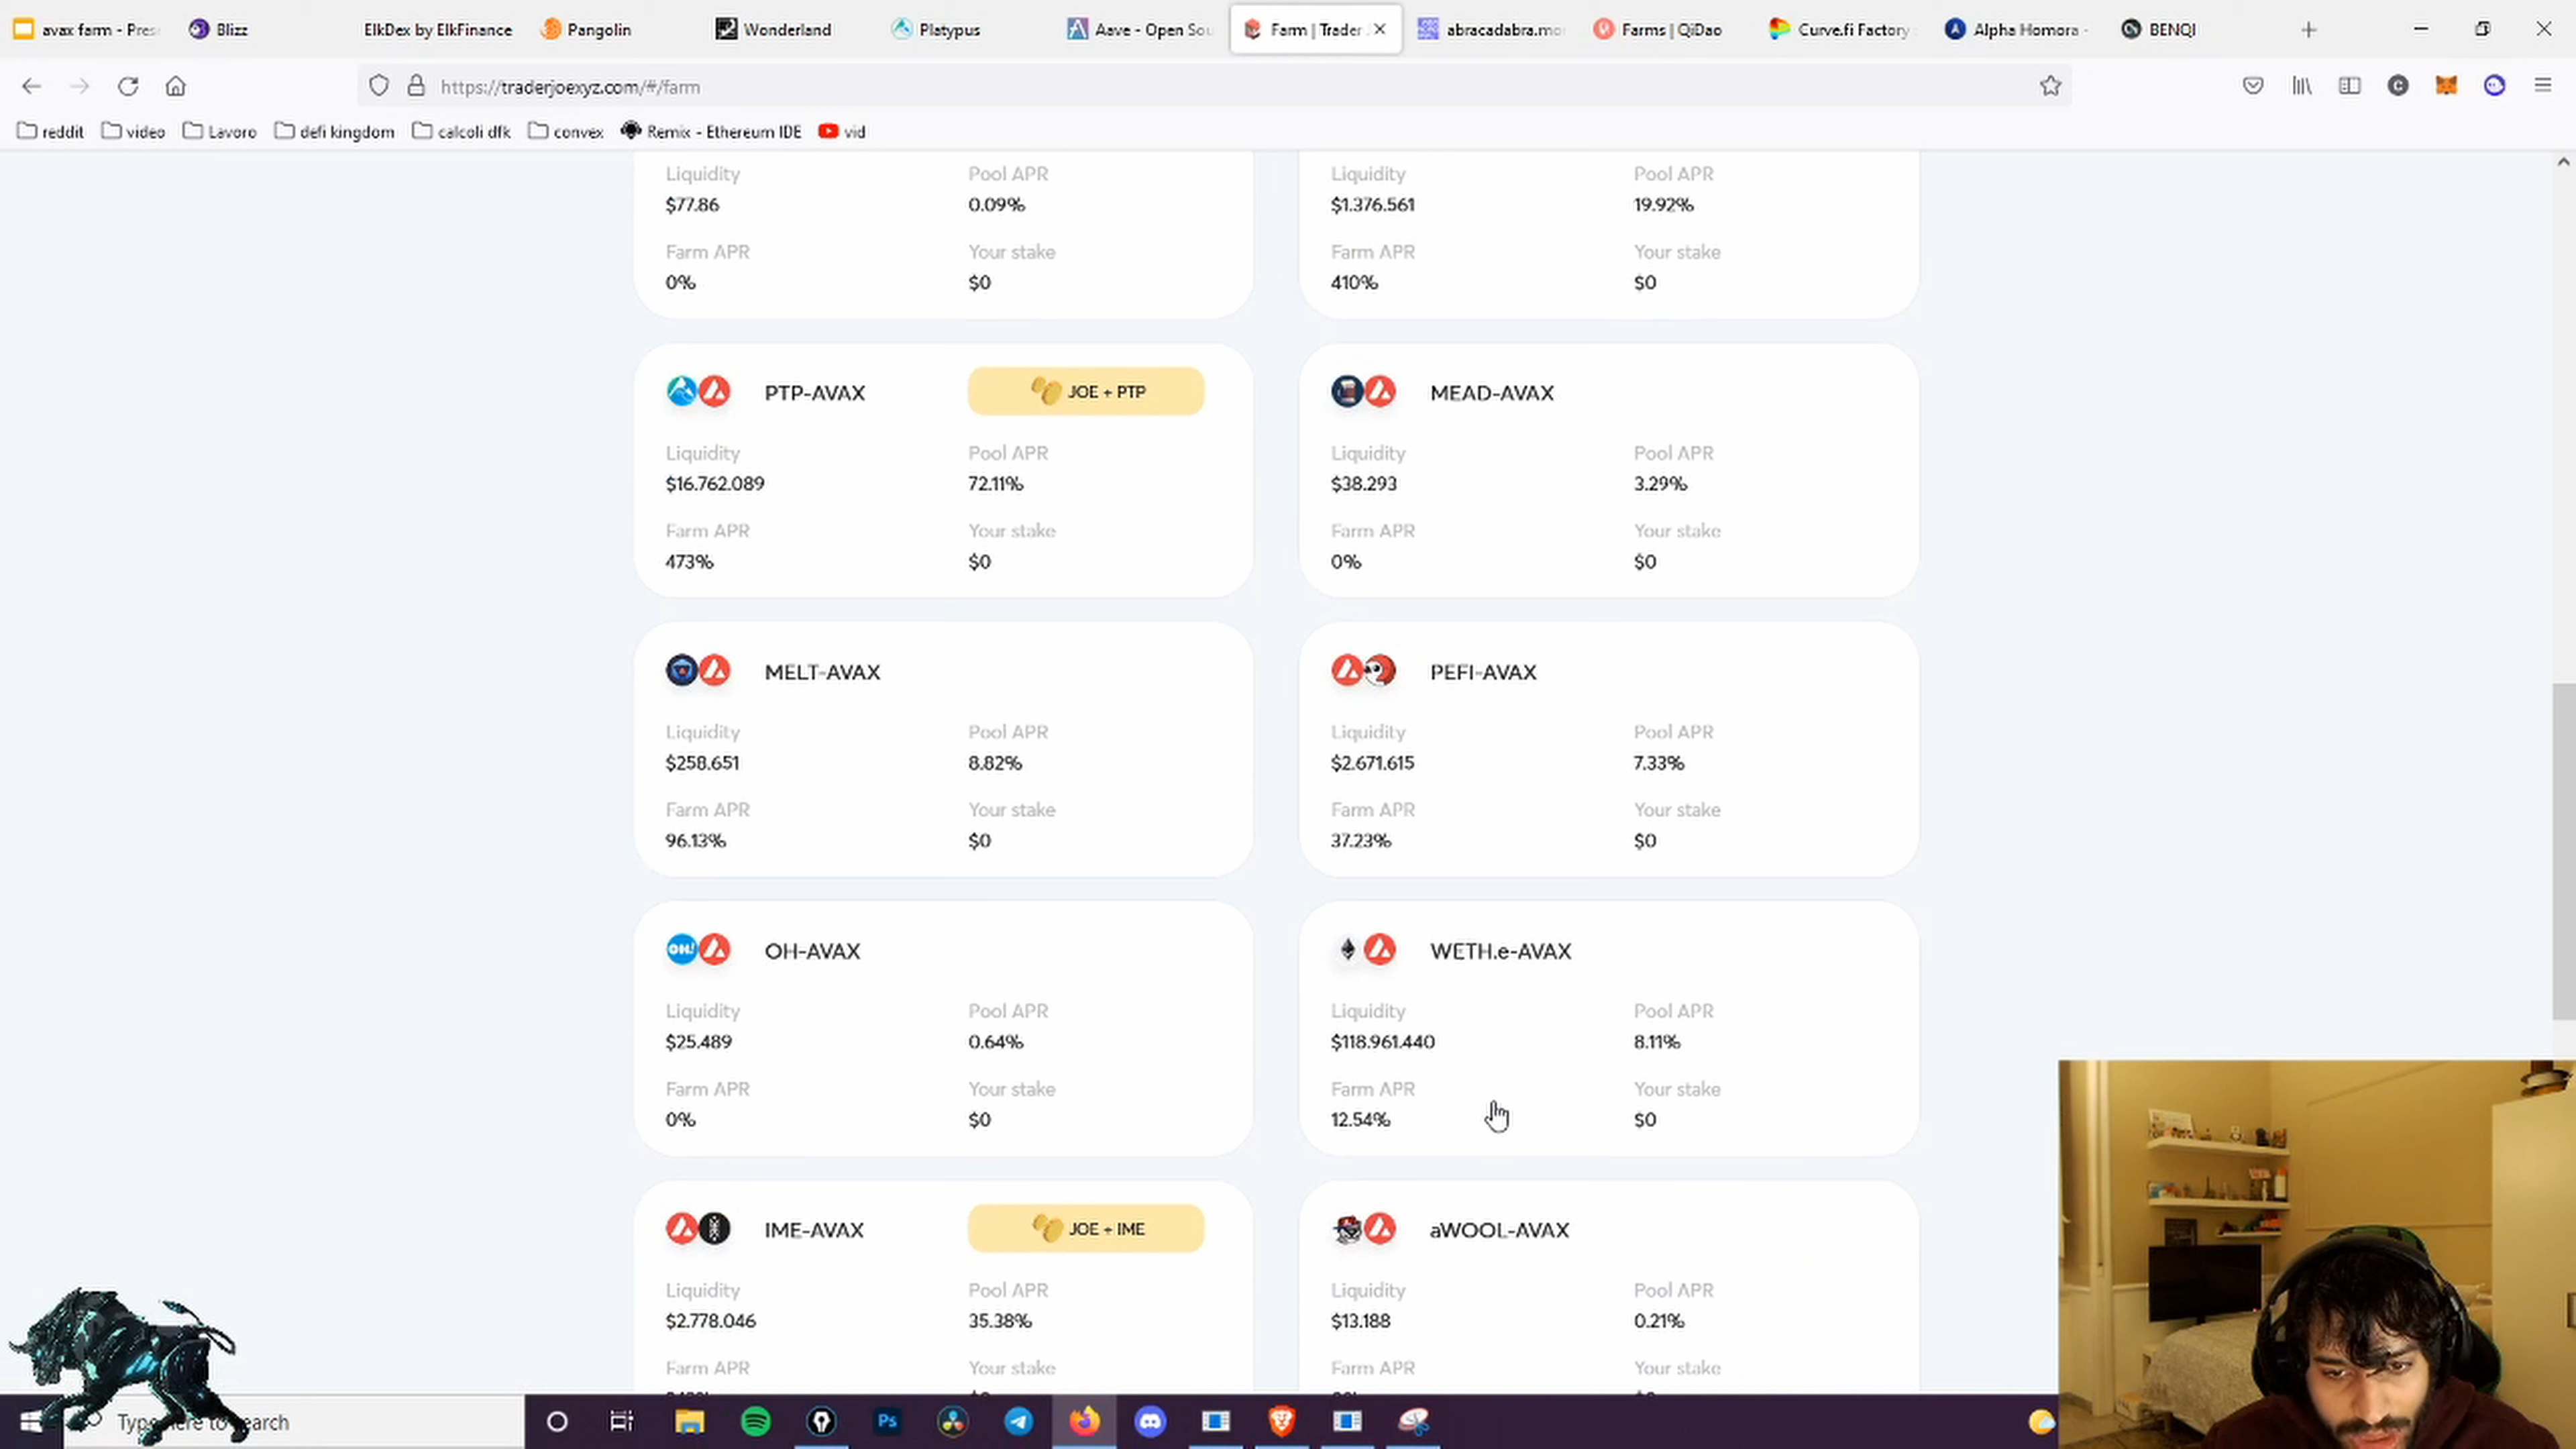 avax farm - Pres
Blizz
ElkDex by ElkFinance
Pangolin
Wonderland
Platypus
Aave - Open Sou
Farm | Trader
abracadabra.mo
Farms | QiDao
Curve.fi Factory
Alpha Homora -
BENQI
https://traderjoexyz.com/#/farm
reddit
video
Lavoro
defi kingdom
calcoli dfk
convex
Remix - Ethereum IDE
vid
Liquidity Pool APR
$77.86 0.09%
Farm APR Your stake
0% $0
Liquidity Pool APR
$1.376.561 19.92%
Farm APR Your stake
410% $0
PTP-AVAX JOE + PTP
Liquidity Pool APR
$16.762.089 72.11%
Farm APR Your stake
473% $0
MEAD-AVAX
Liquidity Pool APR
$38.293 3.29%
Farm APR Your stake
0% $0
MELT-AVAX
Liquidity Pool APR
$258.651 8.82%
Farm APR Your stake
96.13% $0
PEFI-AVAX
Liquidity Pool APR
$2.671.615 7.33%
Farm APR Your stake
37.23% $0
OH! OH-AVAX
Liquidity Pool APR
$25.489 0.64%
Farm APR Your stake
0% $0
WETH.e-AVAX
Liquidity Pool APR
$118.961.440 8.11%
Farm APR Your stake
12.54% $0
IME-AVAX JOE + IME
Liquidity Pool APR
$2.778.046 35.38%
Farm APR Your stake
aWOOL-AVAX
Liquidity Pool APR
$13.188 0.21%
Farm APR Your stake
Type here to search
Ps